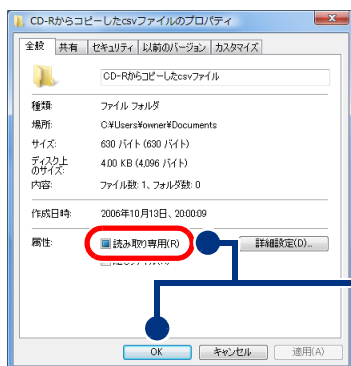 CD-Rからコピーしたcsvファイルのプロパティ
全般 共有 セキュリティ 以前のバージョン カスタマイズ
CD-Rからコピーしたcsvファイル
種類: ファイル フォルダ
場所: C:¥Users¥owner¥Documents
サイズ: 630 バイト (630 バイト)
ディスク上
のサイズ: 4.00 KB (4,096 バイト)
内容: ファイル数: 1、フォルダ数: 0
作成日時: 2006年10月13日、20:00:09
属性: 読み取り専用(R) 詳細設定(D)...
OK キャンセル 適用(A)